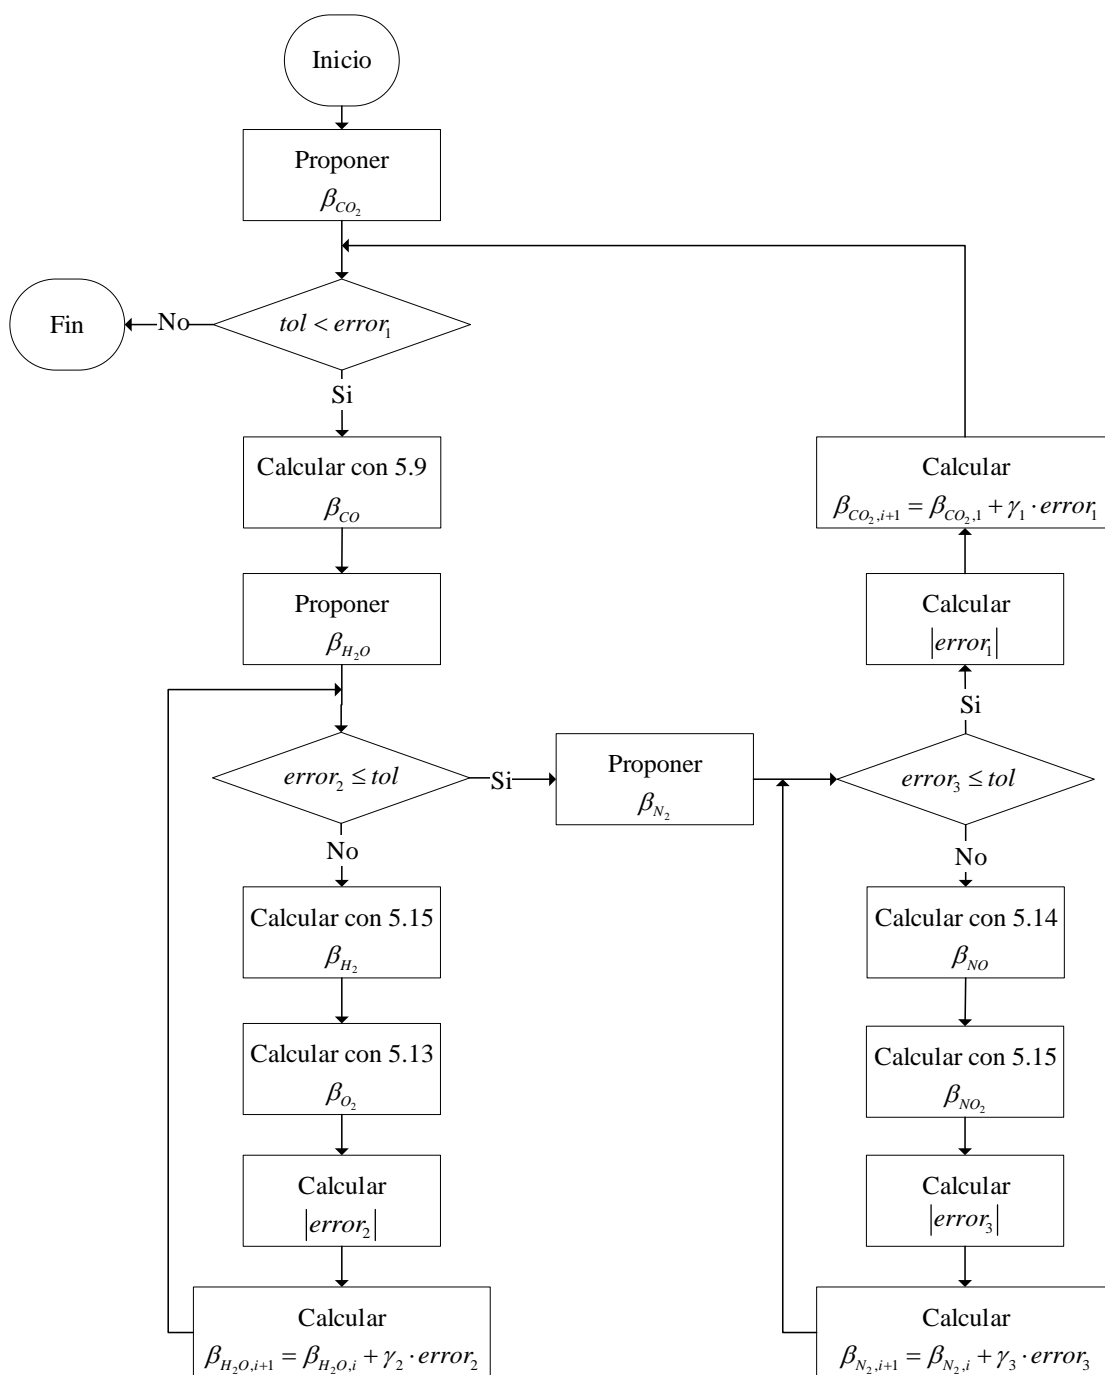 Inicio
Proponer
β_{CO_2}
tol < error_1
No
Fin
Si
Calcular con 5.9
β_{CO}
Proponer
β_{H_2O}
error_2 ≤ tol
Si
No
Calcular con 5.15
β_{H_2}
Calcular con 5.13
β_{O_2}
Calcular
|error_2|
Calcular
β_{H_2O,i+1} = β_{H_2O,i} + γ_2 · error_2
Proponer
β_{N_2}
error_3 ≤ tol
No
Calcular con 5.14
β_{NO}
Calcular con 5.15
β_{NO_2}
Calcular
|error_3|
Calcular
β_{N_2,i+1} = β_{N_2,i} + γ_3 · error_3
Si
Calcular
|error_1|
Calcular
β_{CO_2,i+1} = β_{CO_2,1} + γ_1 · error_1